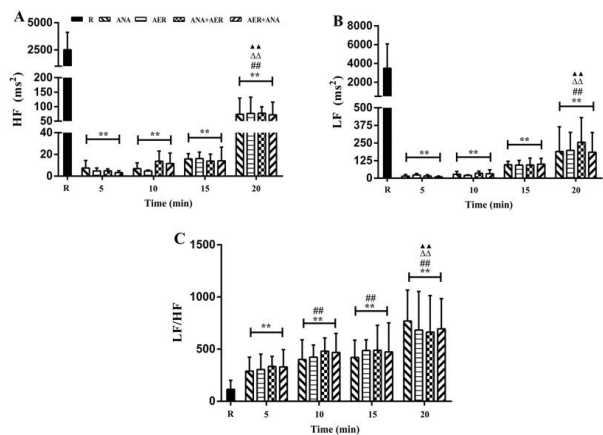 A
R ANA AER ANA+AER AER+ANA
HF (ms²)
5000
2500
0
200
150
100
50
40
20
0
**
**
**
▲▲
ΔΔ
##
**
R 5 10 15 20
Time (min)
B
LF (ms²)
8000
6000
4000
2000
500
375
250
125
0
**
**
**
▲▲
ΔΔ
##
**
R 5 10 15 20
Time (min)
C
LF/HF
1500
1000
500
0
**
##
**
##
**
▲▲
ΔΔ
##
**
R 5 10 15 20
Time (min)